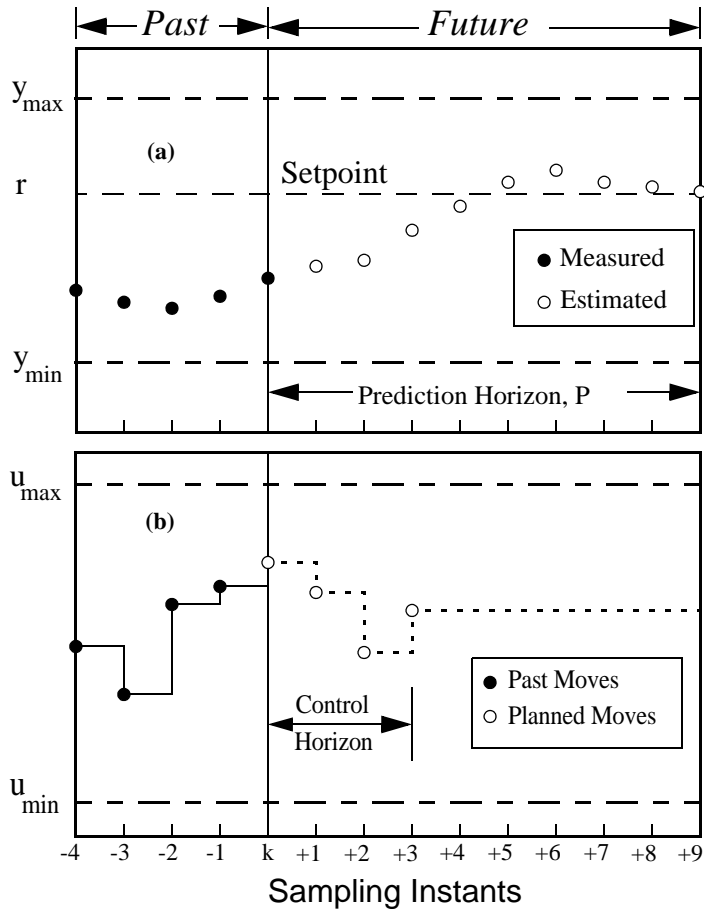 Past Future
y max
(a)
r
Setpoint
Measured
Estimated
y min
Prediction Horizon, P
u max
(b)
Past Moves
Planned Moves
Control
Horizon
u min
-4 -3 -2 -1 k +1 +2 +3 +4 +5 +6 +7 +8 +9
Sampling Instants